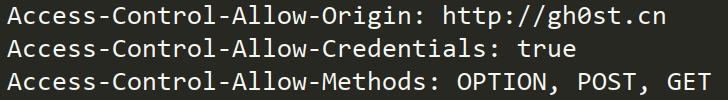 Access-Control-Allow-Origin: http://gh0st.cn
Access-Control-Allow-Credentials: true
Access-Control-Allow-Methods: OPTION, POST, GET